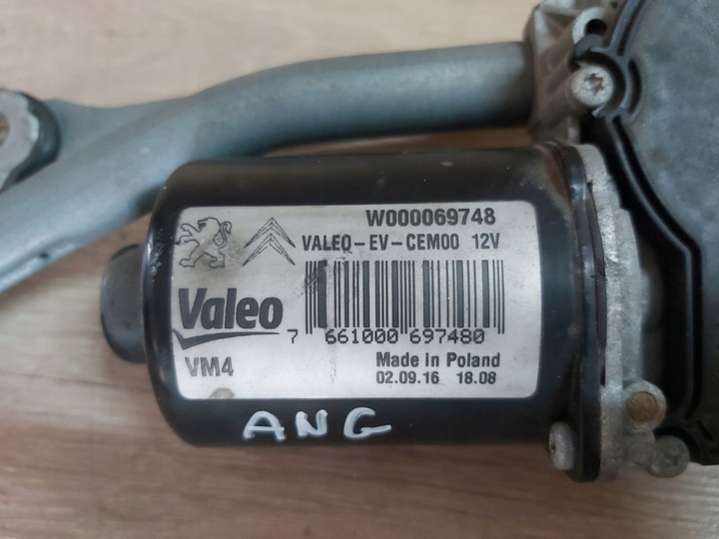 W000069748
VALEO-EV-CEM00 12V
Valeo
7 661000 697480
VM4
Made in Poland
02.09.16 18.08
ANG